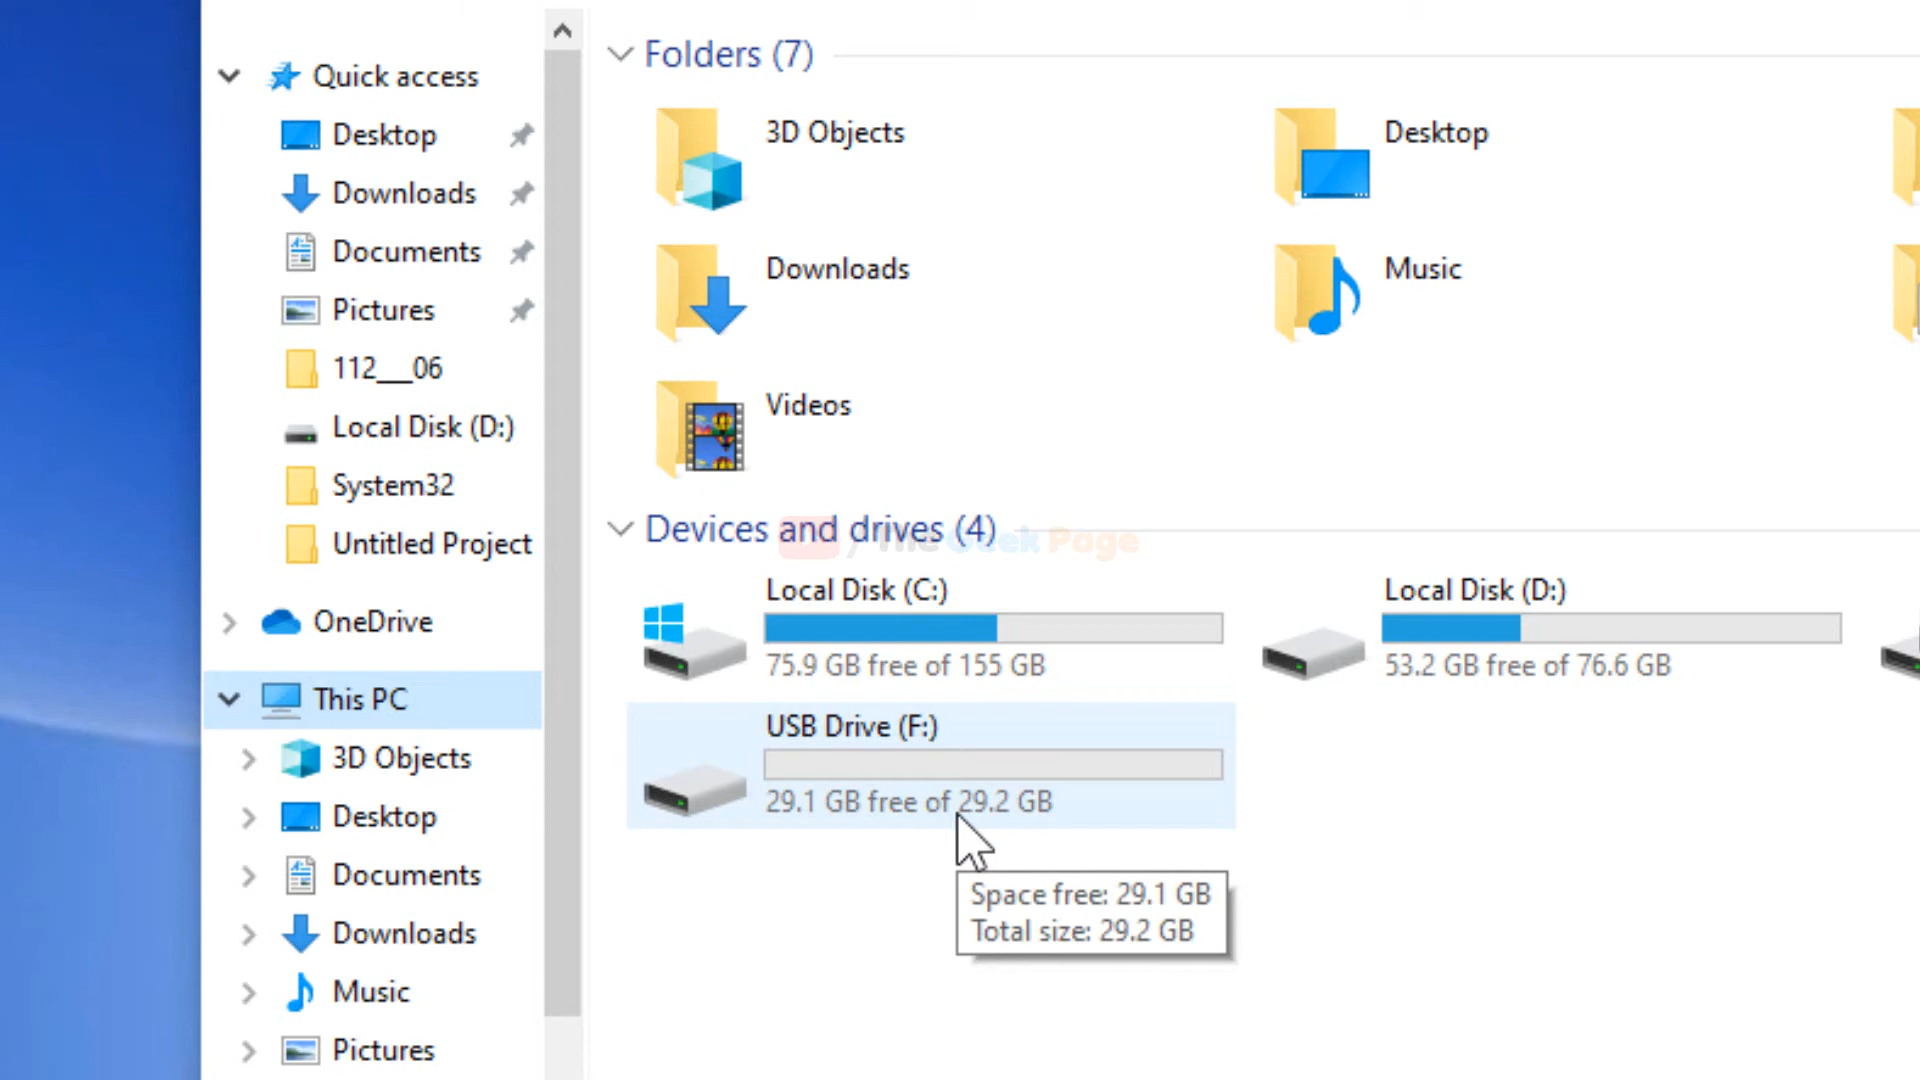 Quick access
Desktop
Downloads
Documents
Pictures
112__06
Local Disk (D:)
System32
Untitled Project
OneDrive
This PC
3D Objects
Desktop
Documents
Downloads
Music
Pictures
Folders (7)
3D Objects
Desktop
Downloads
Music
Videos
Devices and drives (4)
The Geek Page
Local Disk (C:)
75.9 GB free of 155 GB
Local Disk (D:)
53.2 GB free of 76.6 GB
USB Drive (F:)
29.1 GB free of 29.2 GB
Space free: 29.1 GB
Total size: 29.2 GB